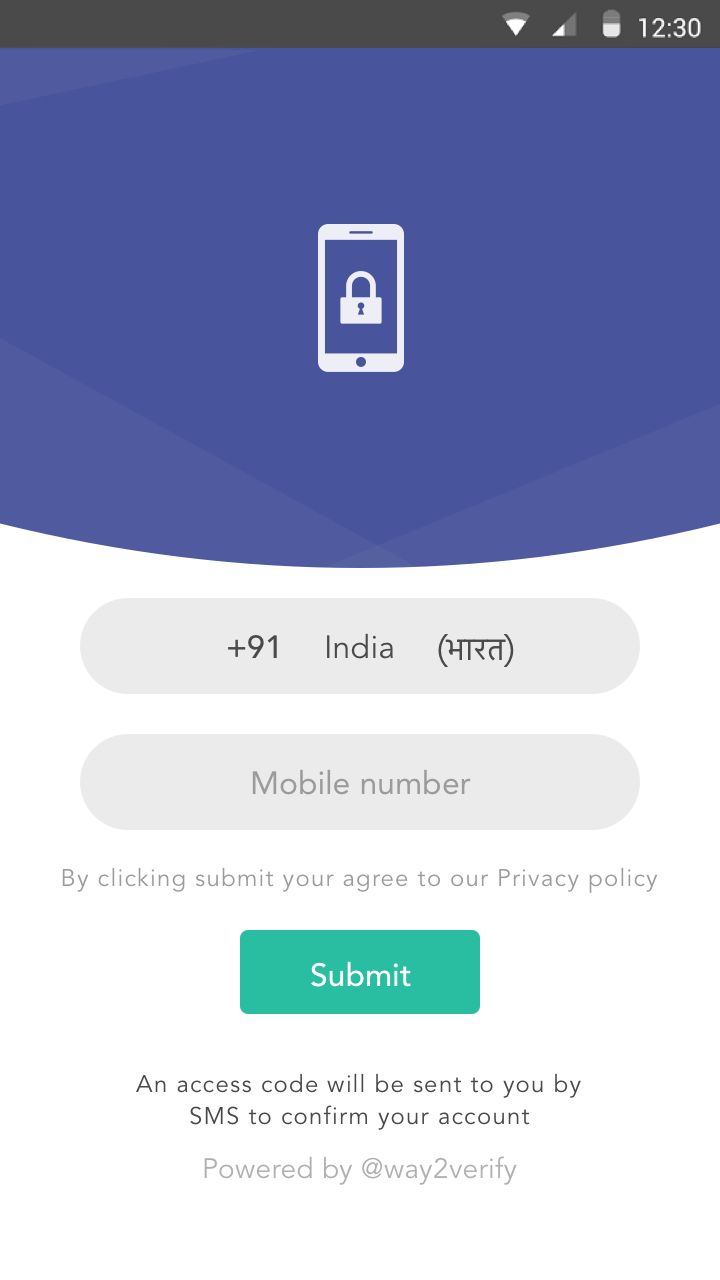 12:30
+91 India (भारत)
Mobile number
By clicking submit your agree to our Privacy policy
Submit
An access code will be sent to you by
SMS to confirm your account
Powered by @way2verify